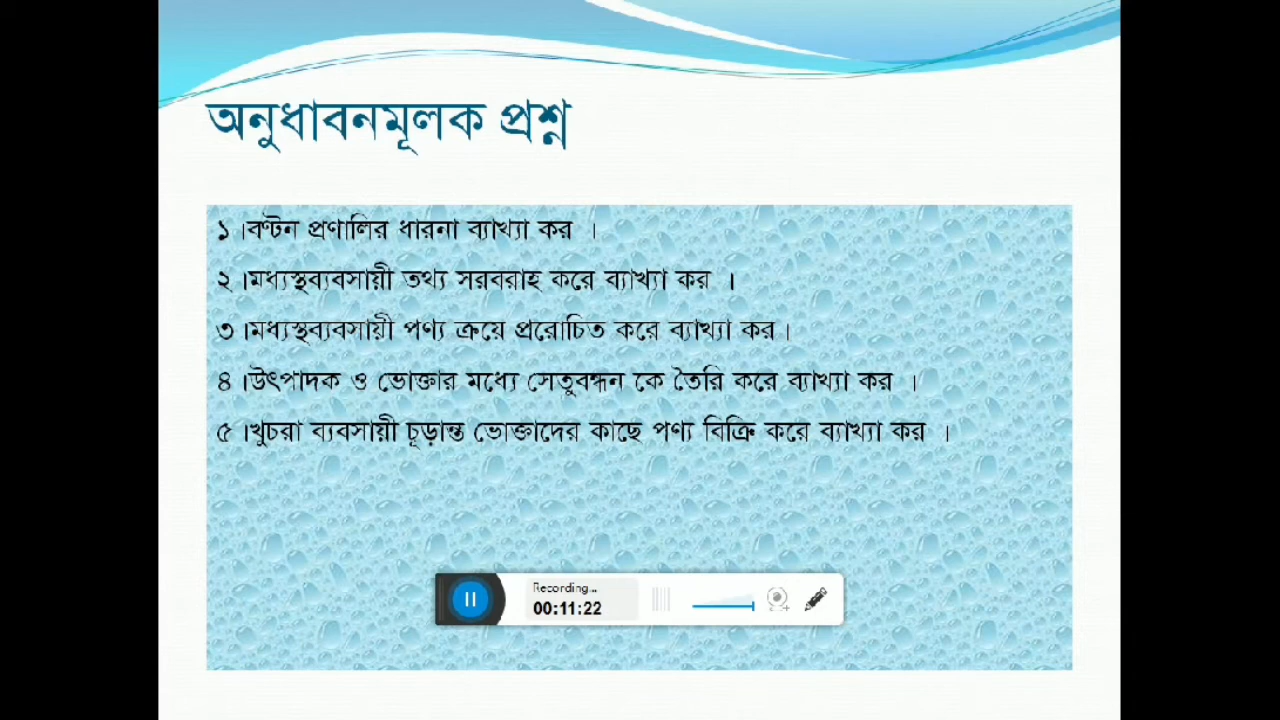 অনুধাবনমূলক প্রশ্ন
১।বণ্টন প্রণালির ধারনা ব্যাখ্যা কর ।
২।মধ্যস্থব্যবসায়ী তথ্য সরবরাহ করে ব্যাখ্যা কর ।
৩।মধ্যস্থব্যবসায়ী পণ্য ক্রয়ে প্ররোচিত করে ব্যাখ্যা কর।
৪।উৎপাদক ও ভোক্তার মধ্যে সেতুবন্ধন কে তৈরি করে ব্যাখ্যা কর ।
৫।খুচরা ব্যবসায়ী চূড়ান্ত ভোক্তাদের কাছে পণ্য বিক্রি করে ব্যাখ্যা কর ।
Recording...
00:11:22